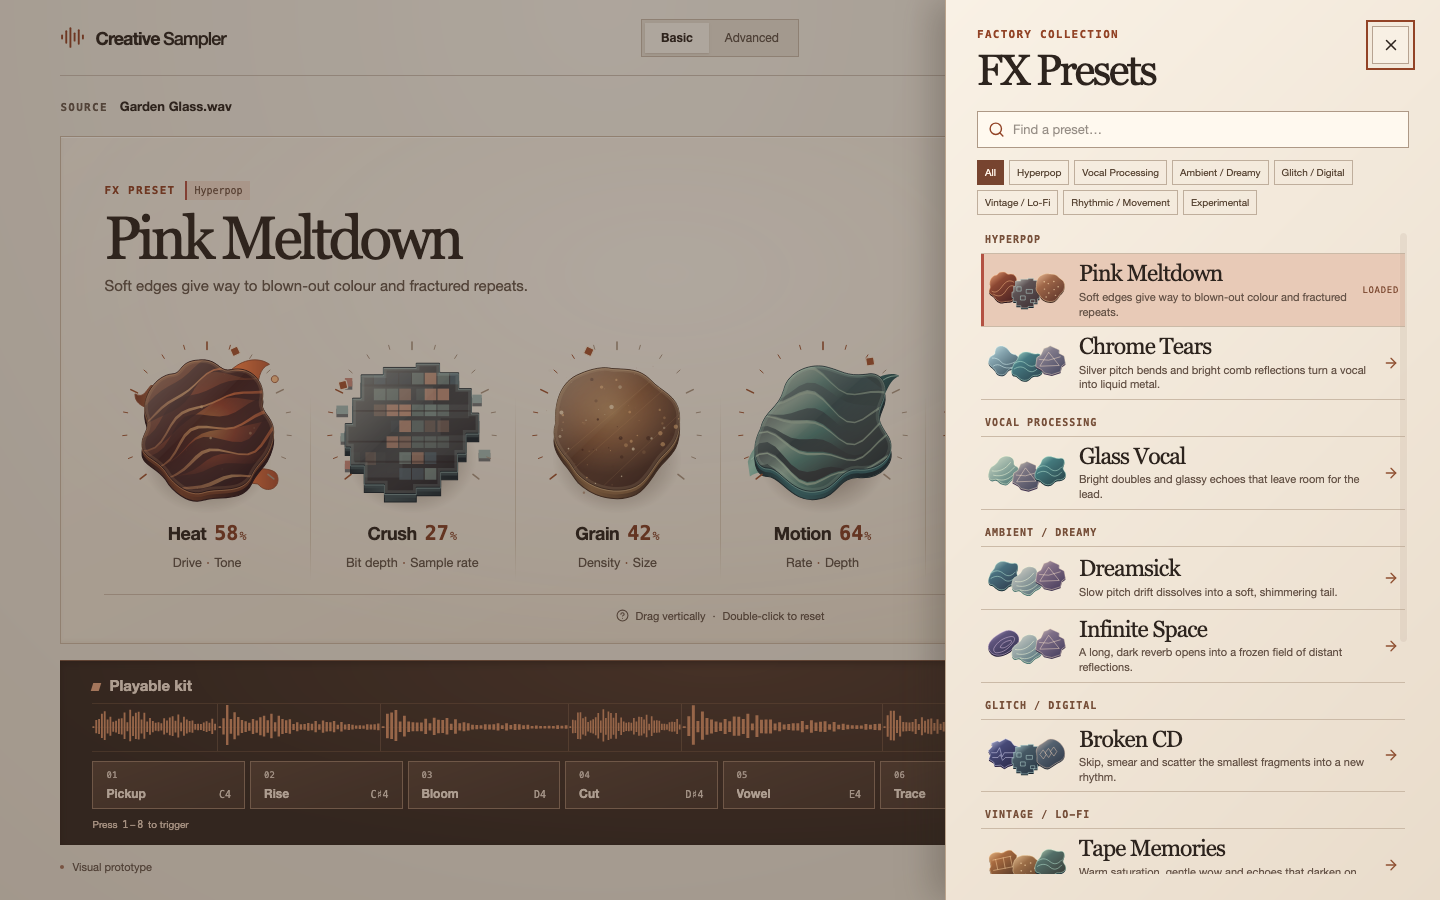 Creative Sampler
Basic
Advanced
SOURCE Garden Glass.wav
FX PRESET Hyperpop
Pink Meltdown
Soft edges give way to blown-out colour and fractured repeats.
Heat 58%
Drive · Tone
Crush 27%
Bit depth · Sample rate
Grain 42%
Density · Size
Motion 64%
Rate · Depth
Drag vertically · Double-click to reset
Playable kit
01
Pickup C4
02
Rise C♯4
03
Bloom D4
04
Cut D♯4
05
Vowel E4
06
Trace
Press 1–8 to trigger
Visual prototype
FACTORY COLLECTION
FX Presets
Find a preset...
All
Hyperpop
Vocal Processing
Ambient / Dreamy
Glitch / Digital
Vintage / Lo-Fi
Rhythmic / Movement
Experimental
HYPERPOP
Pink Meltdown
Soft edges give way to blown-out colour and fractured
repeats.
LOADED
Chrome Tears
Silver pitch bends and bright comb reflections turn a vocal
into liquid metal.
VOCAL PROCESSING
Glass Vocal
Bright doubles and glassy echoes that leave room for the
lead.
AMBIENT / DREAMY
Dreamsick
Slow pitch drift dissolves into a soft, shimmering tail.
Infinite Space
A long, dark reverb opens into a frozen field of distant
reflections.
GLITCH / DIGITAL
Broken CD
Skip, smear and scatter the smallest fragments into a new
rhythm.
VINTAGE / LO-FI
Tape Memories
Warm saturation, gentle wow and echoes that darken on